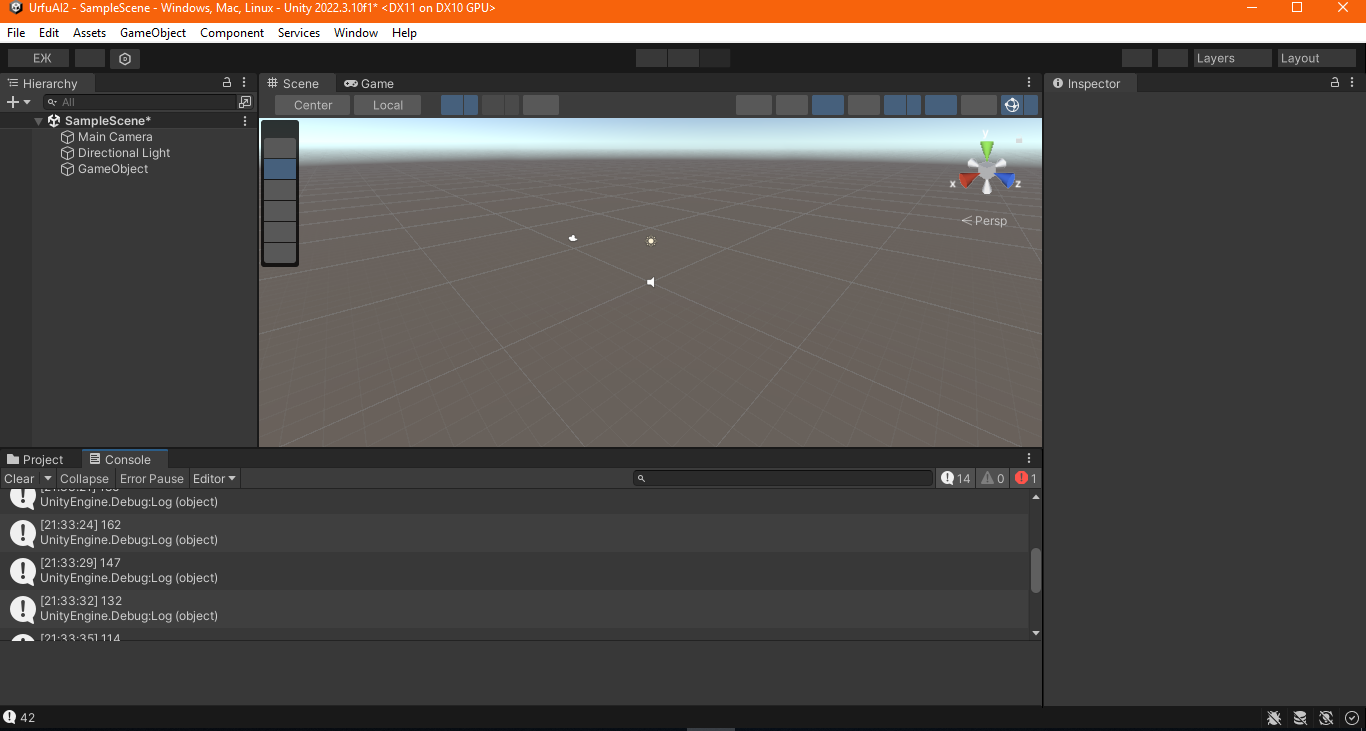 UrfuAI2 - SampleScene - Windows, Mac, Linux - Unity 2022.3.10f1* <DX11 on DX10 GPU>
File Edit Assets GameObject Component Services Window Help
ЕЖ Layers Layout
Hierarchy
All
SampleScene*
Main Camera
Directional Light
GameObject
Scene Game
Center Local
y
x z
Persp
Inspector
Project Console
Clear Collapse Error Pause Editor 14 0 1
UnityEngine.Debug:Log (object)
[21:33:24] 162
UnityEngine.Debug:Log (object)
[21:33:29] 147
UnityEngine.Debug:Log (object)
[21:33:32] 132
UnityEngine.Debug:Log (object)
[21:33:35] 114
42